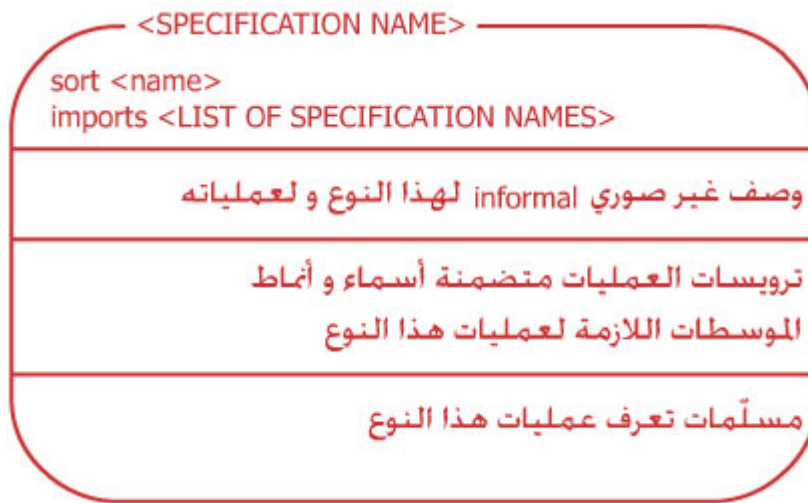 <SPECIFICATION NAME>
sort <name>
imports <LIST OF SPECIFICATION NAMES>
وصف غير صوري informal لهذا النوع و لعملياته
ترويسات العمليات متضمنة أسماء و أنماط
الموسطات اللازمة لعمليات هذا النوع
مسلّمات تعرف عمليات هذا النوع